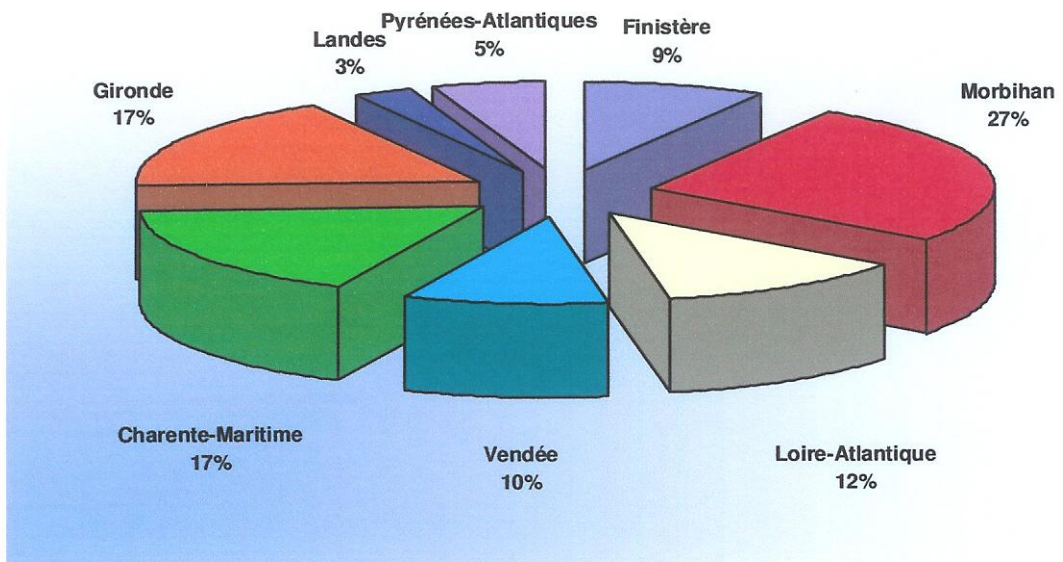 Pyrénées-Atlantiques
5%
Finistère
9%
Landes
3%
Gironde
17%
Morbihan
27%
Charente-Maritime
17%
Vendée
10%
Loire-Atlantique
12%